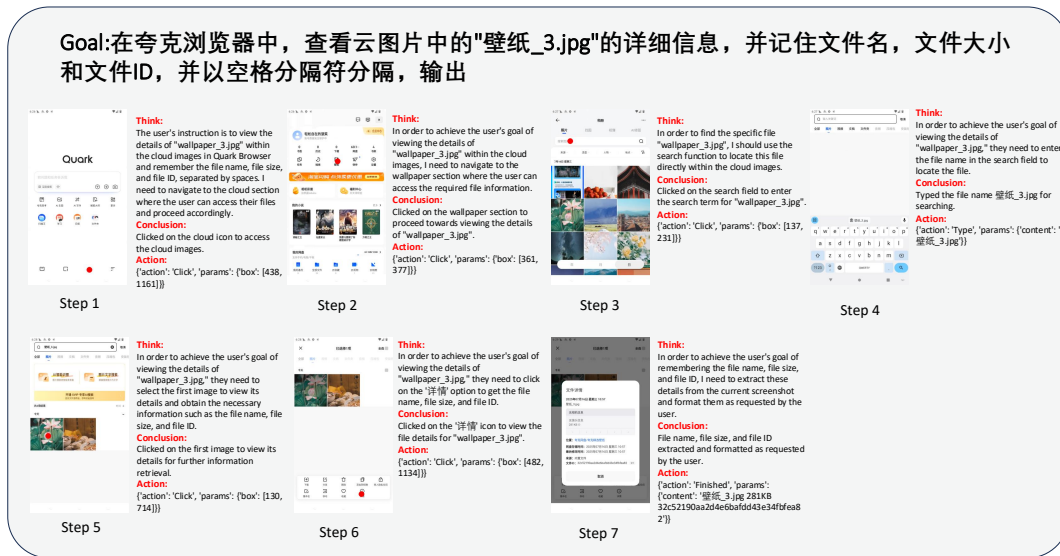 Goal:在夸克浏览器中，查看云图片中的"壁纸_3.jpg"的详细信息，并记住文件名，文件大小
和文件ID，并以空格分隔符分隔，输出
Quark
Think:
The user's instruction is to view the
details of "wallpaper_3.jpg" within
the cloud images in Quark Browser
and remember the file name, file size,
and file ID, separated by spaces. I
need to navigate to the cloud section
where the user can access their files
and proceed accordingly.
Conclusion:
Clicked on the cloud icon to access
the cloud images.
Action:
{'action': 'Click', 'params': {'box': [438,
1161]}}
Step 1
Think:
In order to achieve the user's goal of
viewing the details of
"wallpaper_3.jpg" within the cloud
images, I need to navigate to the
wallpaper section where the user can
access the required file information.
Conclusion:
Clicked on the wallpaper section to
proceed towards viewing the details
of "wallpaper_3.jpg".
Action:
{'action': 'Click', 'params': {'box': [361,
377]}}
Step 2
Think:
In order to find the specific file
"wallpaper_3.jpg", I should use the
search function to locate this file
directly within the cloud images.
Conclusion:
Clicked on the search field to enter
the search term for "wallpaper_3.jpg".
Action:
{'action': 'Click', 'params': {'box': [137,
231]}}
Step 3
Think:
In order to achieve the user's goal of
viewing the details of
"wallpaper_3.jpg," they need to enter
the file name in the search field to
locate the file.
Conclusion:
Typed the file name 壁纸_3.jpg for
searching.
Action:
{'action': 'Type', 'params': {'content': '
壁纸_3.jpg'}}
Step 4
Think:
In order to achieve the user's goal of
viewing the details of
"wallpaper_3.jpg," they need to
select the first image to view its
details and obtain the necessary
information such as the file name, file
size, and file ID.
Conclusion:
Clicked on the first image to view its
details for further information
retrieval.
Action:
{'action': 'Click', 'params': {'box': [130,
714]}}
Step 5
Think:
In order to achieve the user's goal of
viewing the details of
"wallpaper_3.jpg," they need to click
on the '详情' option to get the file
name, file size, and file ID.
Conclusion:
Clicked on the '详情' icon to view the
file details for "wallpaper_3.jpg".
Action:
{'action': 'Click', 'params': {'box': [482,
1134]}}
Step 6
文件详情
取消
Think:
In order to achieve the user's goal of
remembering the file name, file size,
and file ID, I need to extract these
details from the current screenshot
and format them as requested by the
user.
Conclusion:
File name, file size, and file ID
extracted and formatted as requested
by the user.
Action:
{'action': 'Finished', 'params':
{'content': '壁纸_3.jpg 281KB
32c52190aa2d4e6bafdd43e34fbfea8
2'}}
Step 7